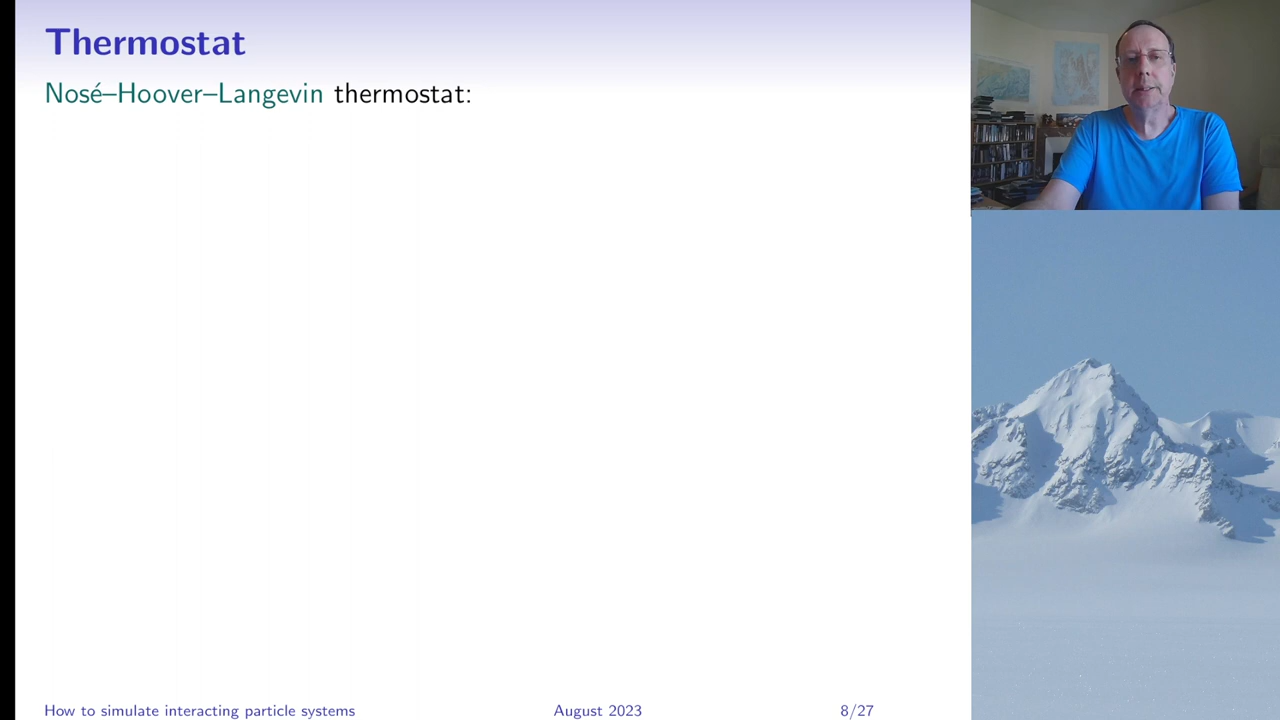 Thermostat
Nosé–Hoover–Langevin thermostat:
How to simulate interacting particle systems
August 2023
8/27